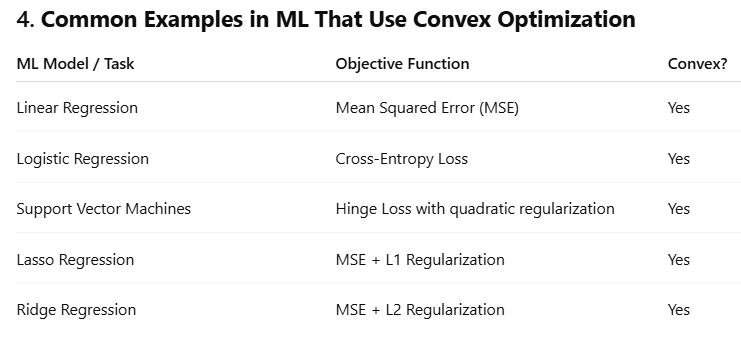 4. Common Examples in ML That Use Convex Optimization
ML Model / Task Objective Function Convex?
Linear Regression Mean Squared Error (MSE) Yes
Logistic Regression Cross-Entropy Loss Yes
Support Vector Machines Hinge Loss with quadratic regularization Yes
Lasso Regression MSE + L1 Regularization Yes
Ridge Regression MSE + L2 Regularization Yes